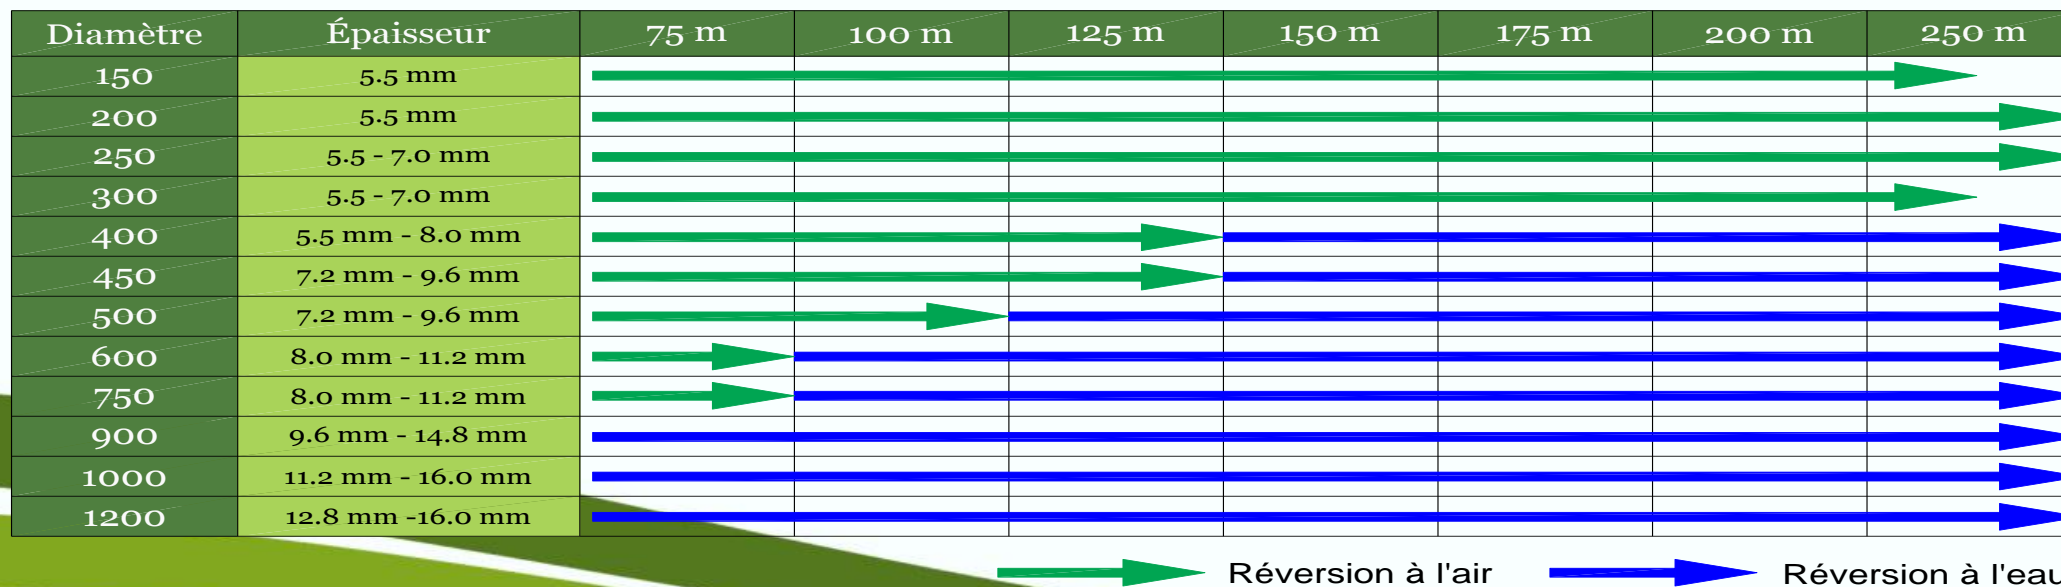 Diamètre Épaisseur 75 m 100 m 125 m 150 m 175 m 200 m 250 m
150 5.5 mm
200 5.5 mm
250 5.5 - 7.0 mm
300 5.5 - 7.0 mm
400 5.5 mm - 8.0 mm
450 7.2 mm - 9.6 mm
500 7.2 mm - 9.6 mm
600 8.0 mm - 11.2 mm
750 8.0 mm - 11.2 mm
900 9.6 mm - 14.8 mm
1000 11.2 mm - 16.0 mm
1200 12.8 mm -16.0 mm
Réversion à l'air Réversion à l'eau